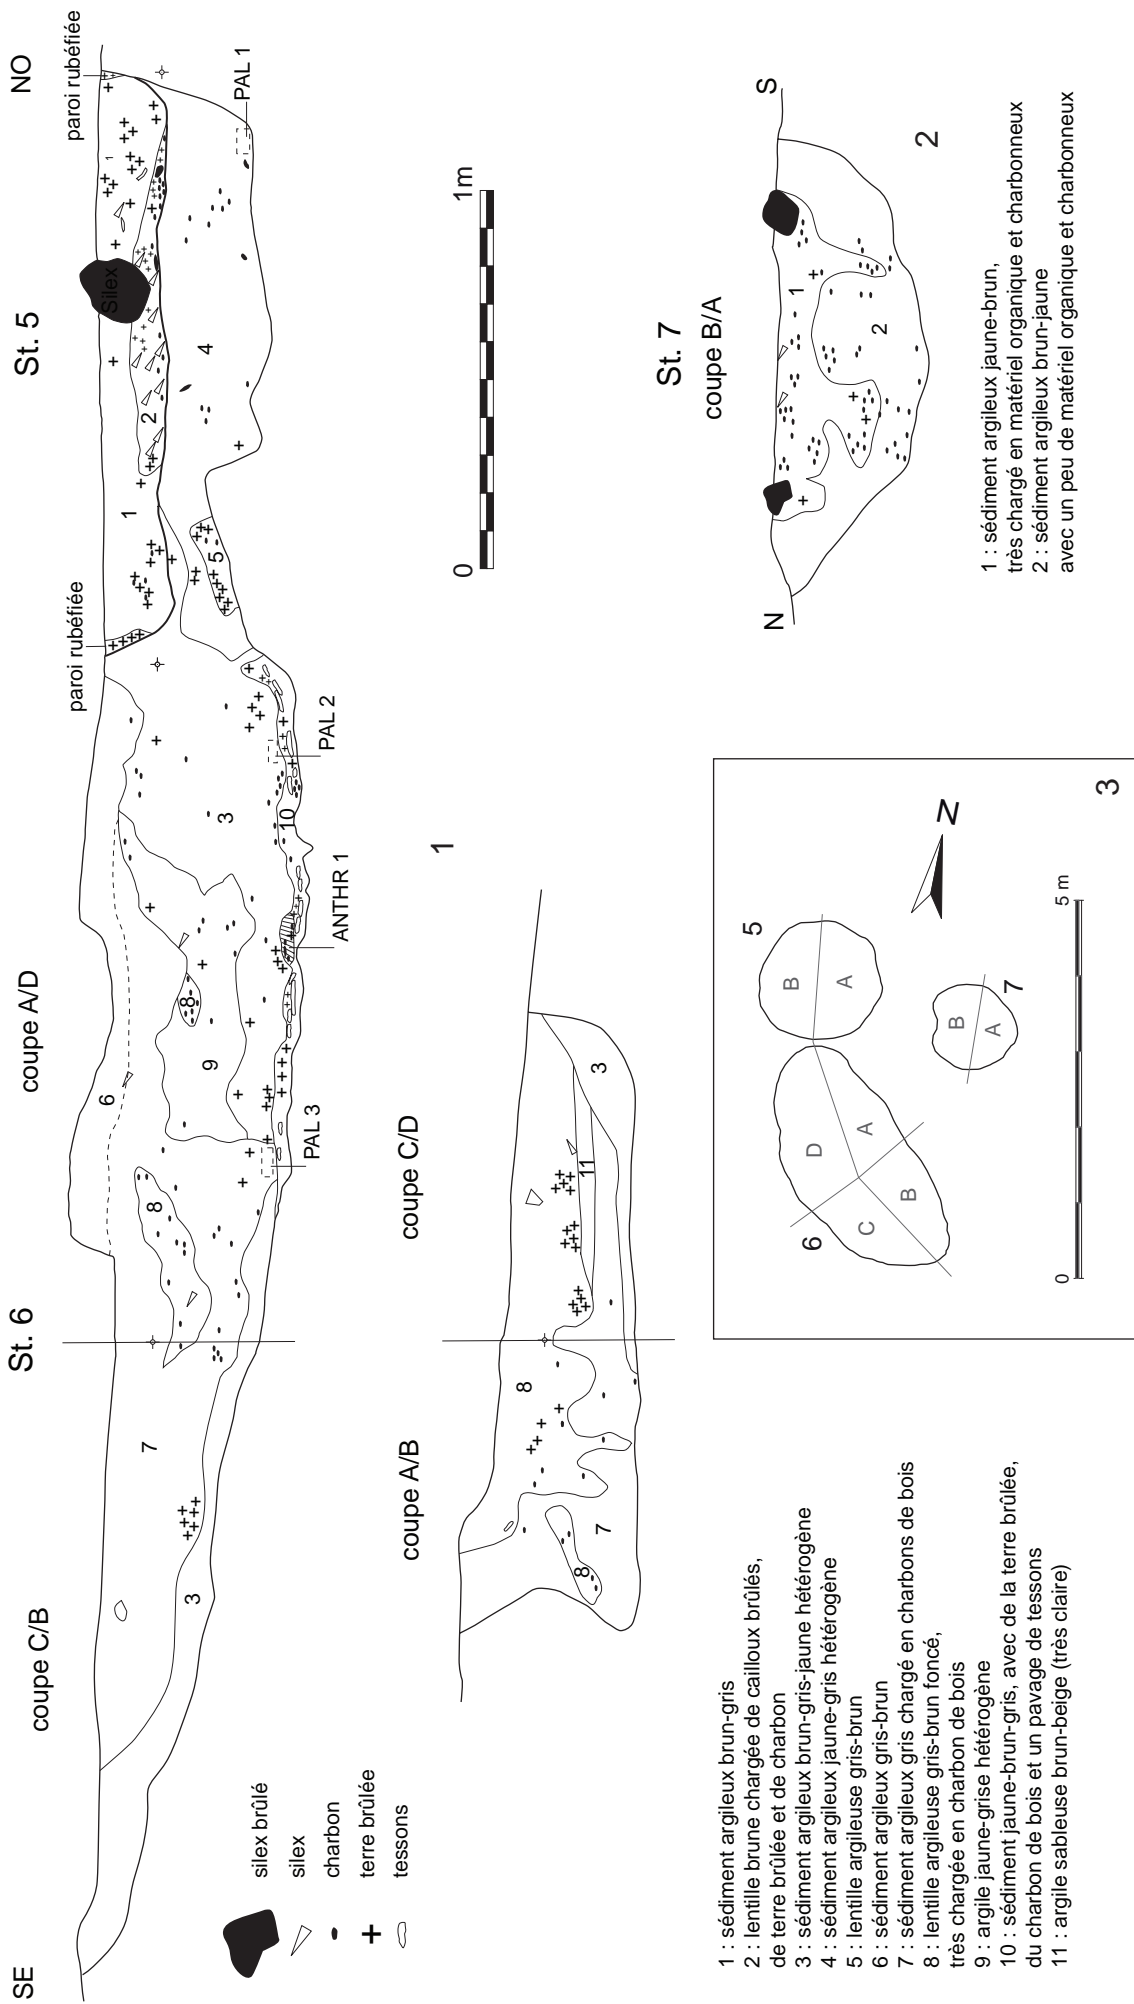 SE
NO
coupe C/B
St. 6
coupe A/D
St. 5
paroi rubéfiée
paroi rubéfiée
Silex
7
3
8
6
9
8
3
10
1
2
1
4
5
PAL 3
ANTHR 1
PAL 2
PAL 1
0
1m
1
coupe A/B
coupe C/D
8
7
8
11
3
silex brûlé
silex
charbon
terre brûlée
tessons
St. 7
coupe B/A
N
S
1
2
2
1 : sédiment argileux jaune-brun,
très chargé en matériel organique et charbonneux
2 : sédiment argileux brun-jaune
avec un peu de matériel organique et charbonneux
1 : sédiment argileux brun-gris
2 : lentille brune chargée de cailloux brûlés,
de terre brûlée et de charbon
3 : sédiment argileux brun-gris-jaune hétérogène
4 : sédiment argileux jaune-gris hétérogène
5 : lentille argileuse gris-brun
6 : sédiment argileux gris-brun
7 : sédiment argileux gris chargé en charbons de bois
8 : lentille argileuse gris-brun foncé,
très chargée en charbon de bois
9 : argile jaune-grise hétérogène
10 : sédiment jaune-brun-gris, avec de la terre brûlée,
du charbon de bois et un pavage de tessons
11 : argile sableuse brun-beige (très claire)
6
C
B
D
A
5
B
A
7
B
A
N
0
5 m
3